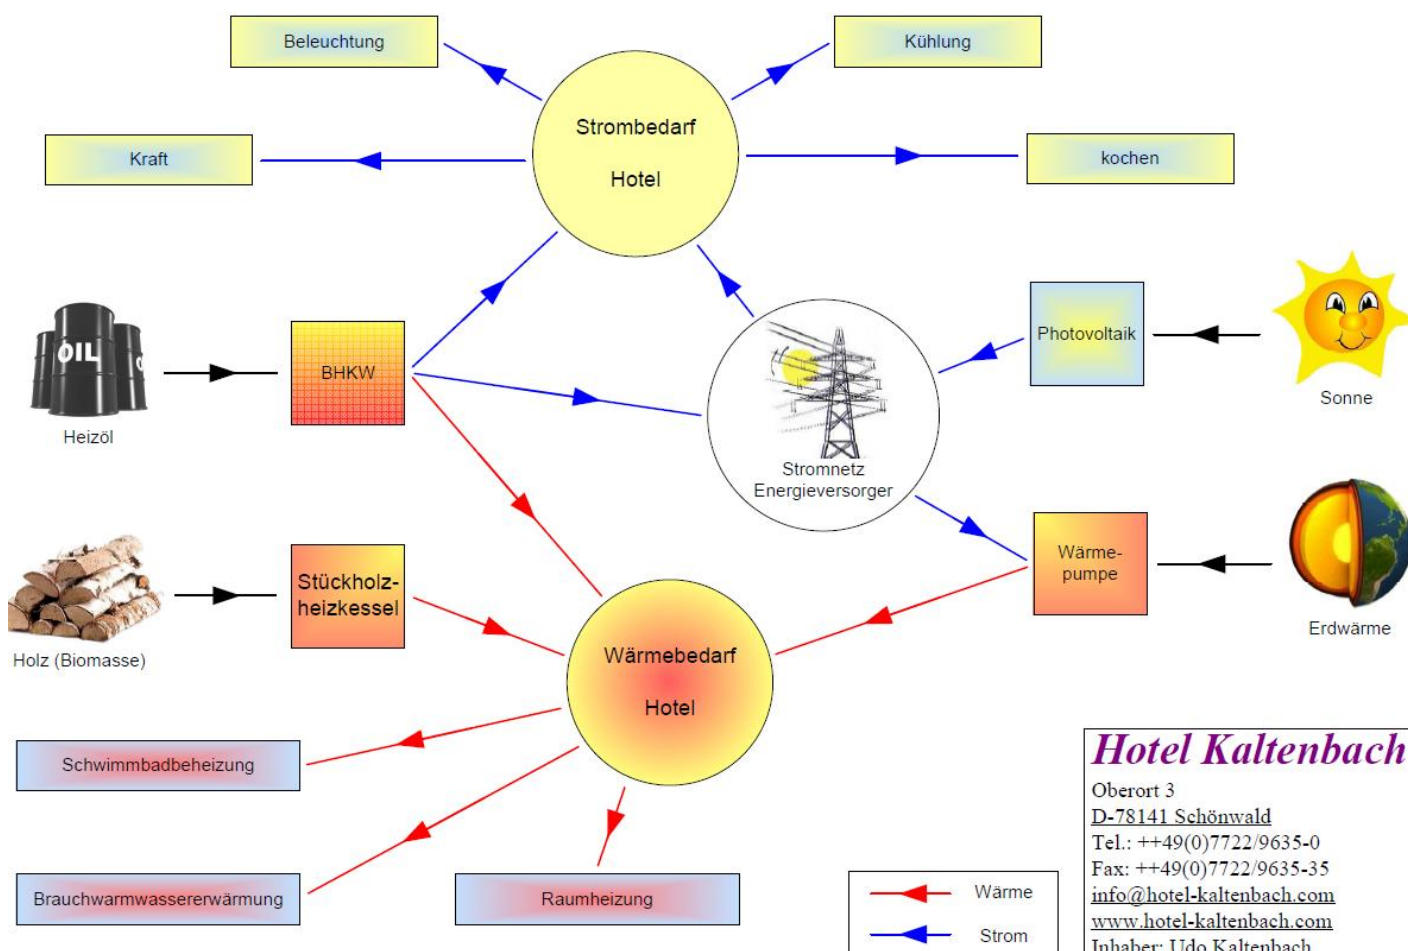 Beleuchtung
Kühlung
Strombedarf
Hotel
Kraft
kochen
OIL
Heizöl
BHKW
Photovoltaik
Sonne
Stromnetz
Energieversorger
Holz (Biomasse)
Stückholz-
heizkessel
Wärme-
pumpe
Erdwärme
Wärmebedarf
Hotel
Schwimmbadbeheizung
Brauchwarmwassererwärmung
Raumheizung
Wärme
Strom
Hotel Kaltenbach
Oberort 3
D-78141 Schönwald
Tel.: ++49(0)7722/9635-0
Fax: ++49(0)7722/9635-35
info@hotel-kaltenbach.com
www.hotel-kaltenbach.com
Inhaber: Udo Kaltenbach